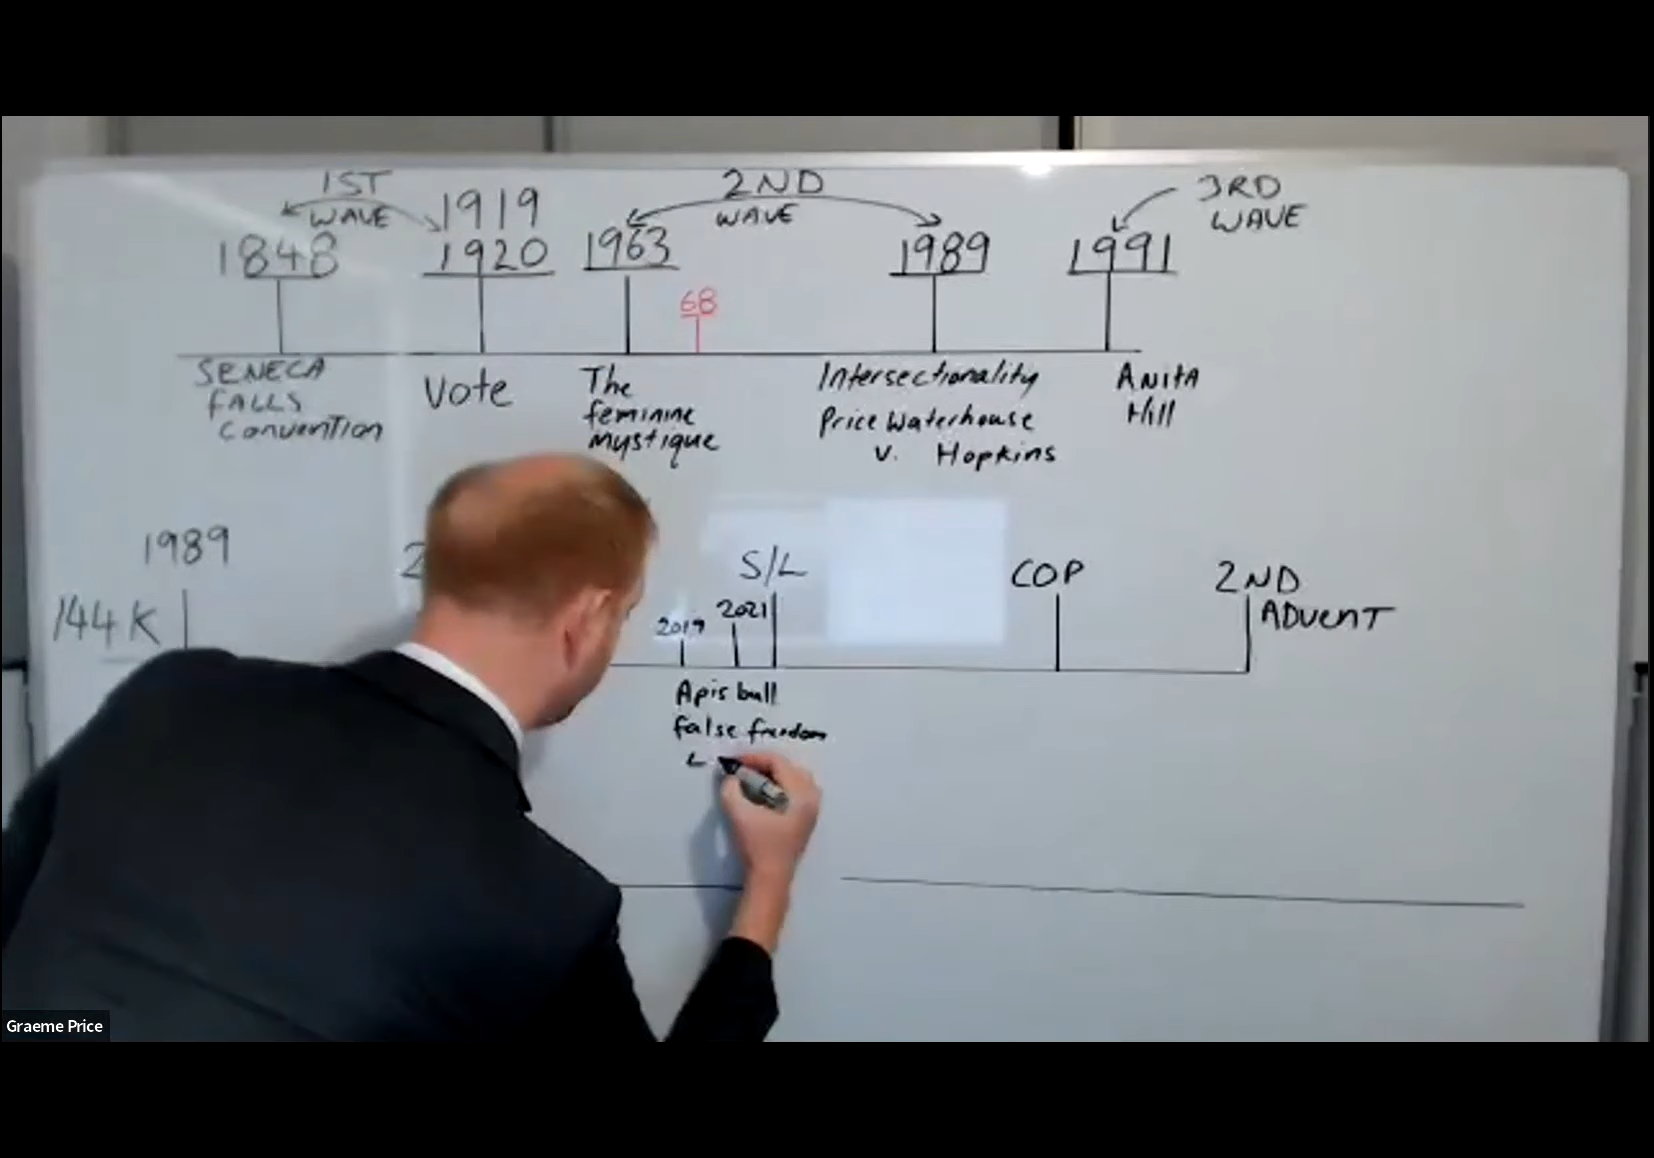 1ST
WAVE
2ND
WAVE
3RD
WAVE
1848
1919
1920
1963
68
1989
1991
SENECA
FALLS
CONVENTION
Vote
The
feminine
mystique
Intersectionality
Price Waterhouse
v. Hopkins
ANITA
Hill
144K
1989
2
2019
2021
S/L
COP
2ND
ADVENT
Apis bull
false freedom
L
Graeme Price